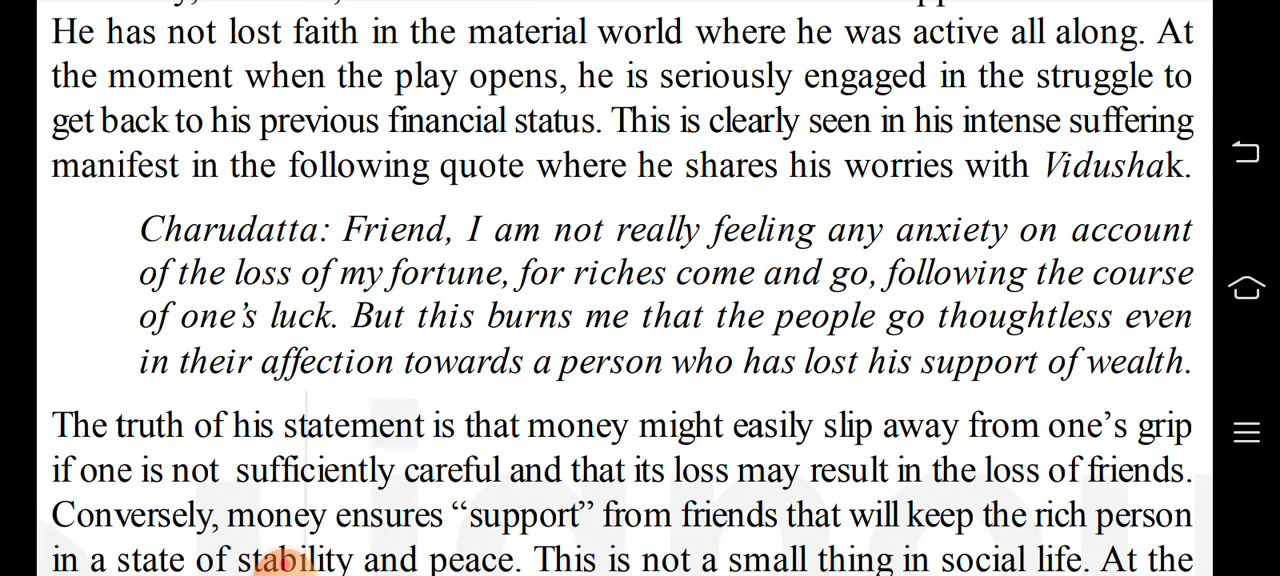 He has not lost faith in the material world where he was active all along. At
the moment when the play opens, he is seriously engaged in the struggle to
get back to his previous financial status. This is clearly seen in his intense suffering
manifest in the following quote where he shares his worries with Vidushak.
Charudatta: Friend, I am not really feeling any anxiety on account
of the loss of my fortune, for riches come and go, following the course
of one’s luck. But this burns me that the people go thoughtless even
in their affection towards a person who has lost his support of wealth.
The truth of his statement is that money might easily slip away from one’s grip
if one is not sufficiently careful and that its loss may result in the loss of friends.
Conversely, money ensures “support” from friends that will keep the rich person
in a state of stability and peace. This is not a small thing in social life. At the